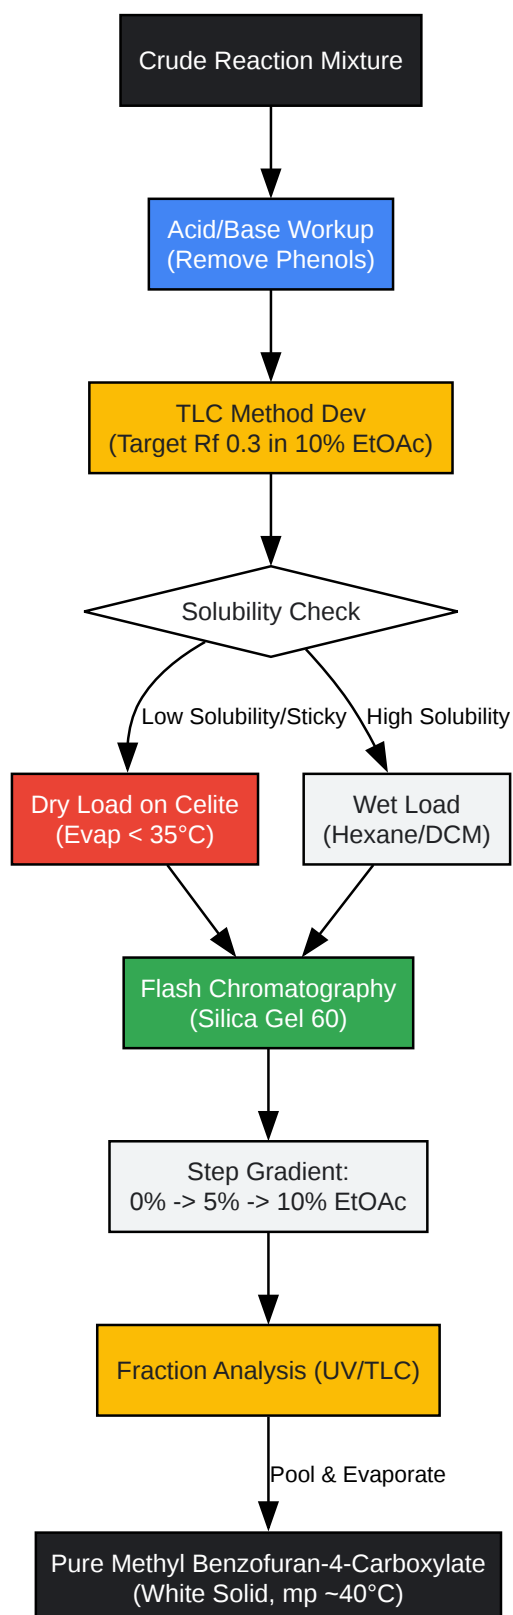 Crude Reaction Mixture
Acid/Base Workup
(Remove Phenols)
TLC Method Dev
(Target Rf 0.3 in 10% EtOAc)
Solubility Check
Low Solubility/Sticky
High Solubility
Dry Load on Celite
(Evap < 35°C)
Wet Load
(Hexane/DCM)
Flash Chromatography
(Silica Gel 60)
Step Gradient:
0% -> 5% -> 10% EtOAc
Fraction Analysis (UV/TLC)
Pool & Evaporate
Pure Methyl Benzofuran-4-Carboxylate
(White Solid, mp ~40°C)